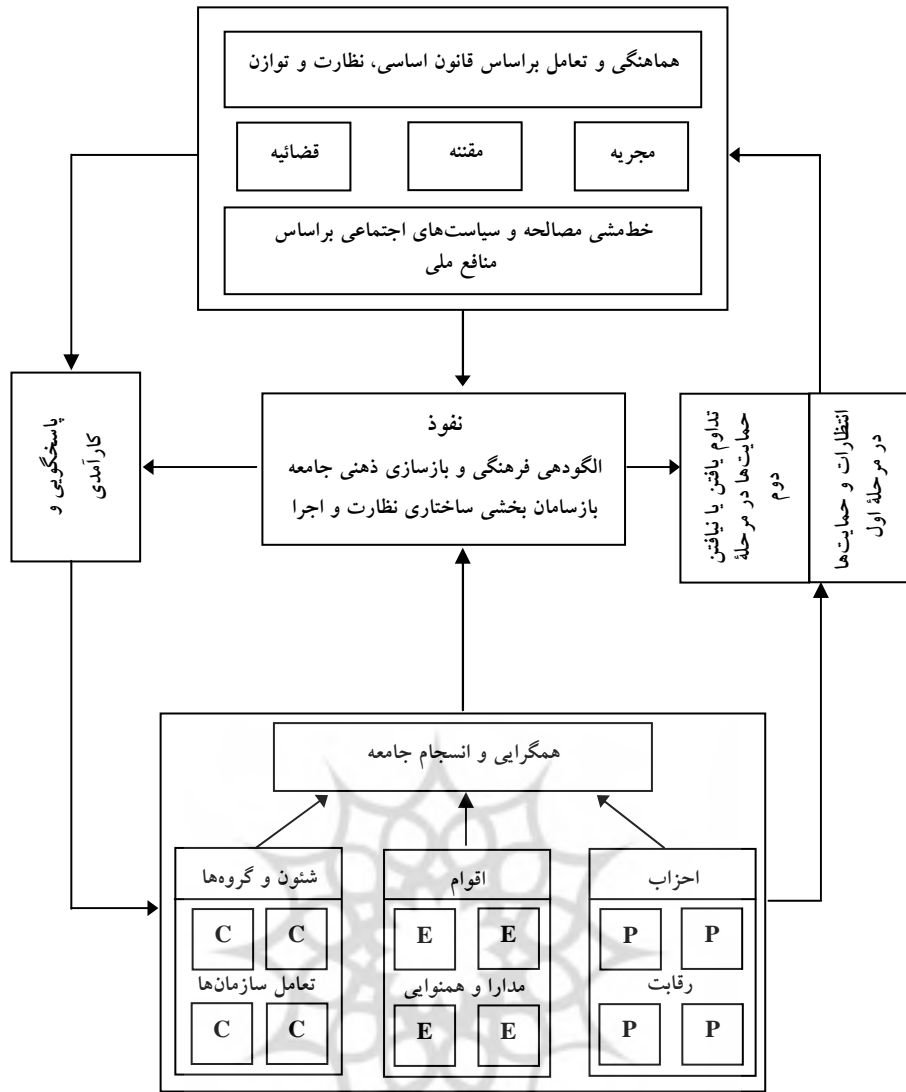 هماهنگی و تعامل براساس قانون اساسی، نظارت و توازن
مجریه
مقننه
قضائیه
خط‌مشی مصالحه و سیاست‌های اجتماعی براساس
منافع ملی
انتظارات و حمایت‌ها
در مرحلهٔ اول
تداوم یافتن یا نیافتن
حمایت‌ها در مرحلهٔ
دوم
نفوذ
الگودهی فرهنگی و بازسازی ذهنی جامعه
بازسامان بخشی ساختاری نظارت و اجرا
پاسخگویی و
کارآمدی
همگرایی و انسجام جامعه
احزاب
P P
رقابت
P P
اقوام
E E
مدارا و همنوایی
E E
شئون و گروه‌ها
C C
تعامل سازمان‌ها
C C